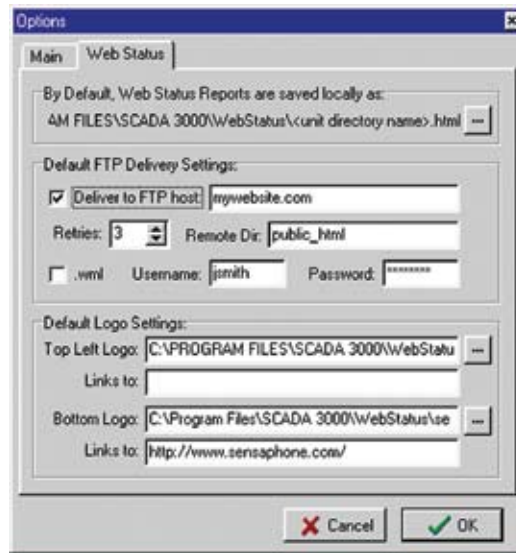 Options
Main Web Status
By Default, Web Status Reports are saved locally as:
AM FILES\SCADA 3000\WebStatus\<unit directory name>.html ...
Default FTP Delivery Settings:
Deliver to FTP host: mywebsite.com
Retries: 3 Remote Dir: public_html
.wml Username: jsmith Password: ********
Default Logo Settings:
Top Left Logo: C:\PROGRAM FILES\SCADA 3000\WebStatu ...
Links to:
Bottom Logo: C:\Program Files\SCADA 3000\WebStatus\se ...
Links to: http://www.sensaphone.com/
Cancel OK